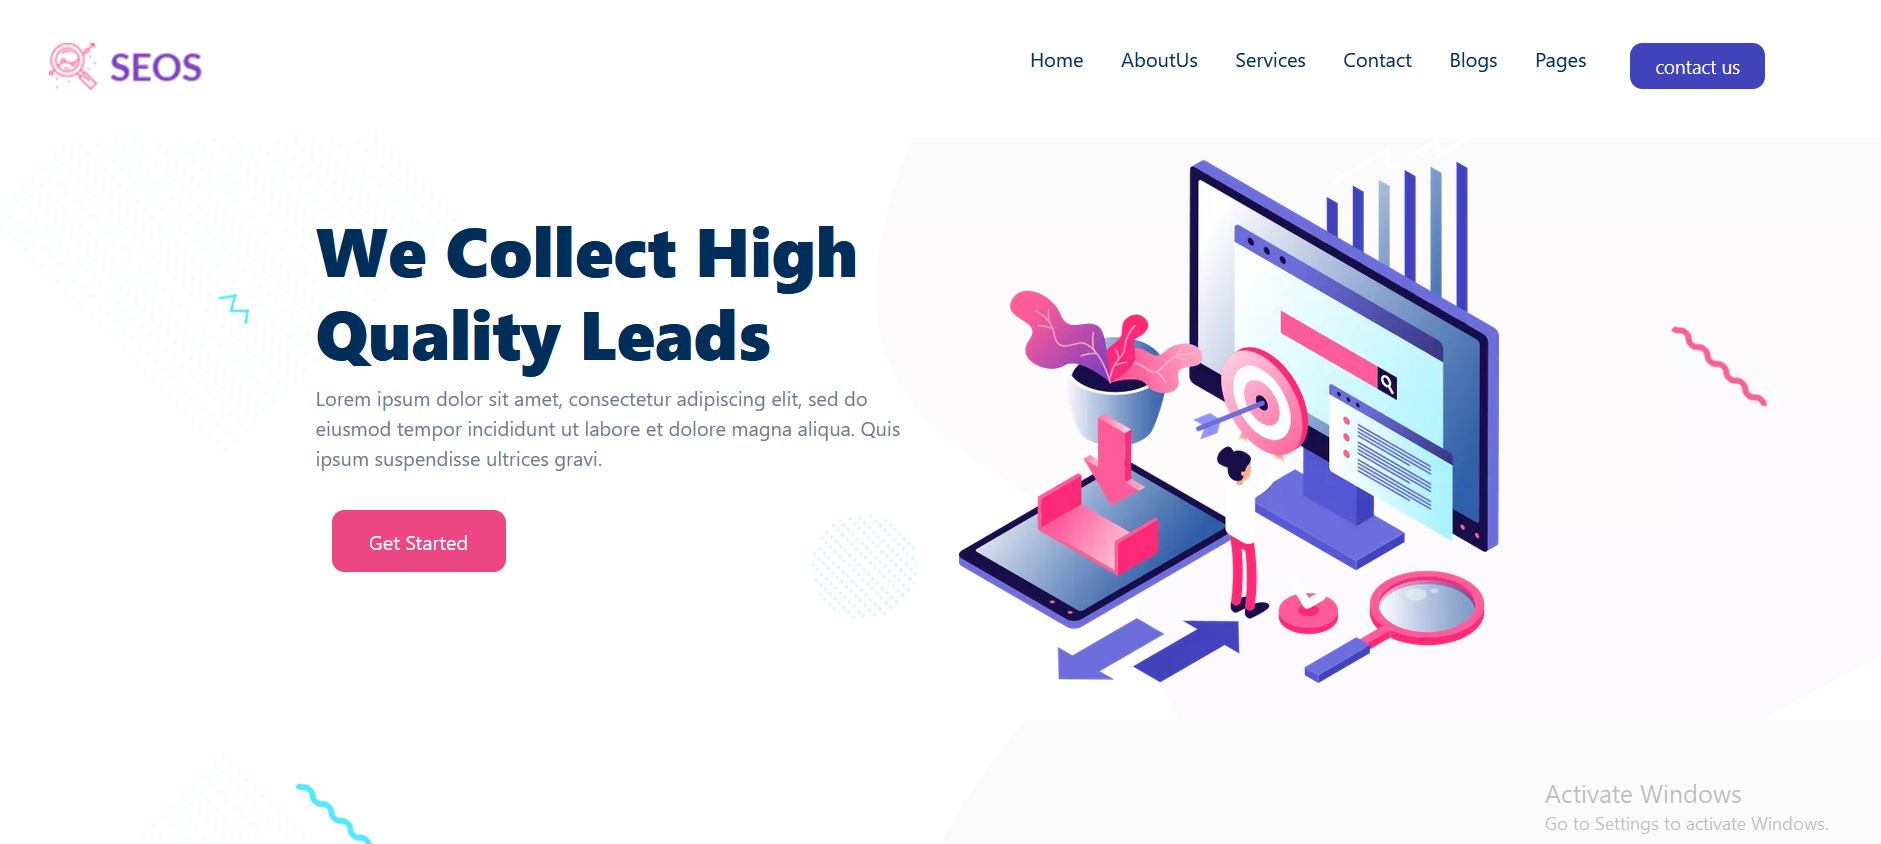 SEOS
Home AboutUs Services Contact Blogs Pages contact us
We Collect High
Quality Leads
Lorem ipsum dolor sit amet, consectetur adipiscing elit, sed do
eiusmod tempor incididunt ut labore et dolore magna aliqua. Quis
ipsum suspendisse ultrices gravi.
Get Started
Activate Windows
Go to Settings to activate Windows.